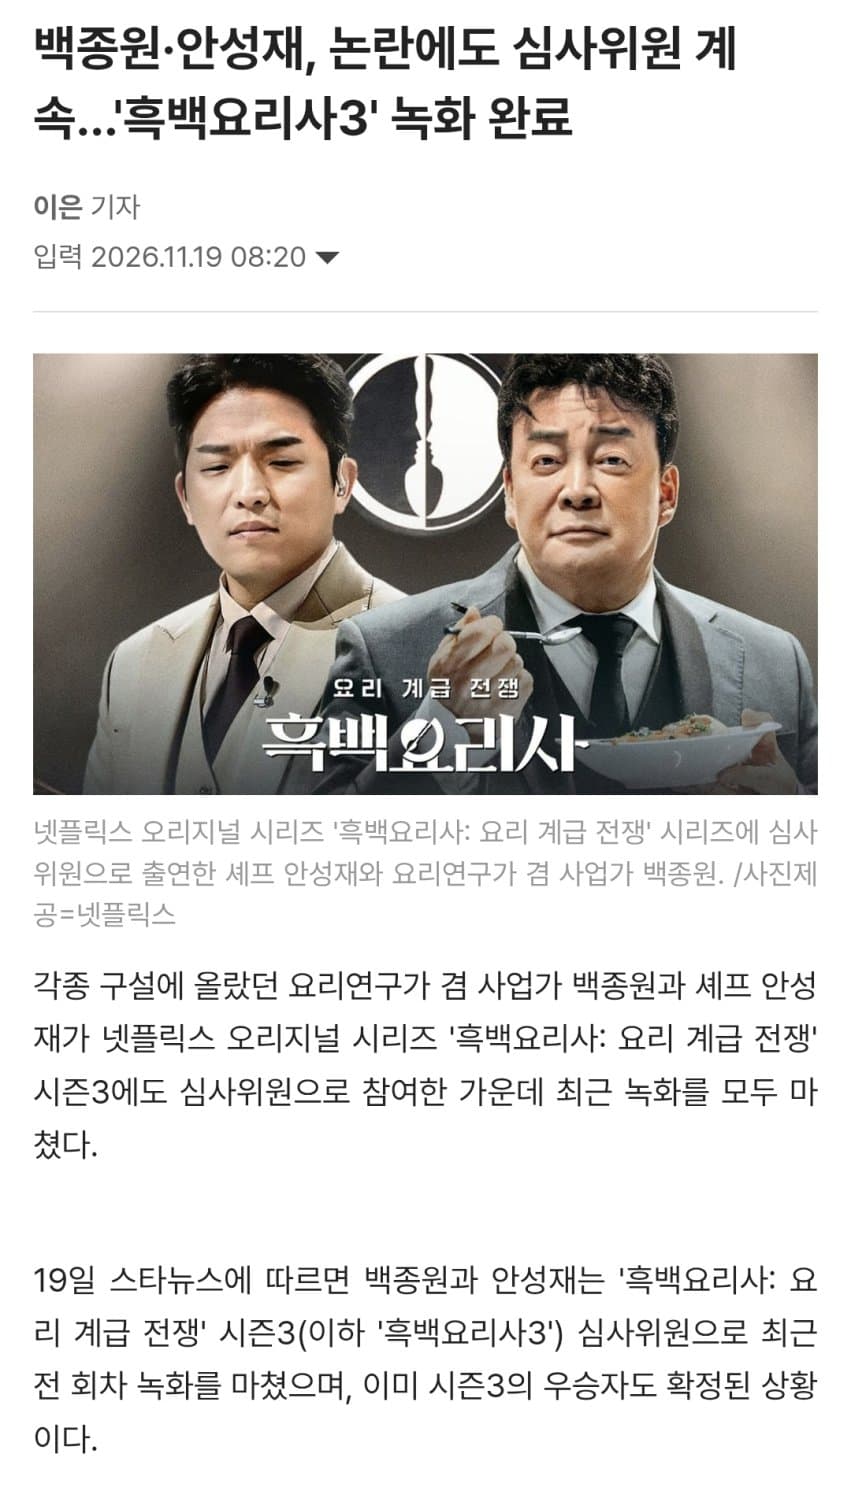 백종원·안성재, 논란에도 심사위원 계
속...'흑백요리사3' 녹화 완료
이은 기자
입력 2026.11.19 08:20
요리 계급 전쟁
흑백요리사
넷플릭스 오리지널 시리즈 '흑백요리사: 요리 계급 전쟁' 시리즈에 심사
위원으로 출연한 셰프 안성재와 요리연구가 겸 사업가 백종원. /사진제
공=넷플릭스
각종 구설에 올랐던 요리연구가 겸 사업가 백종원과 셰프 안성
재가 넷플릭스 오리지널 시리즈 '흑백요리사: 요리 계급 전쟁'
시즌3에도 심사위원으로 참여한 가운데 최근 녹화를 모두 마
쳤다.
19일 스타뉴스에 따르면 백종원과 안성재는 '흑백요리사: 요
리 계급 전쟁' 시즌3(이하 '흑백요리사3') 심사위원으로 최근
전 회차 녹화를 마쳤으며, 이미 시즌3의 우승자도 확정된 상황
이다.